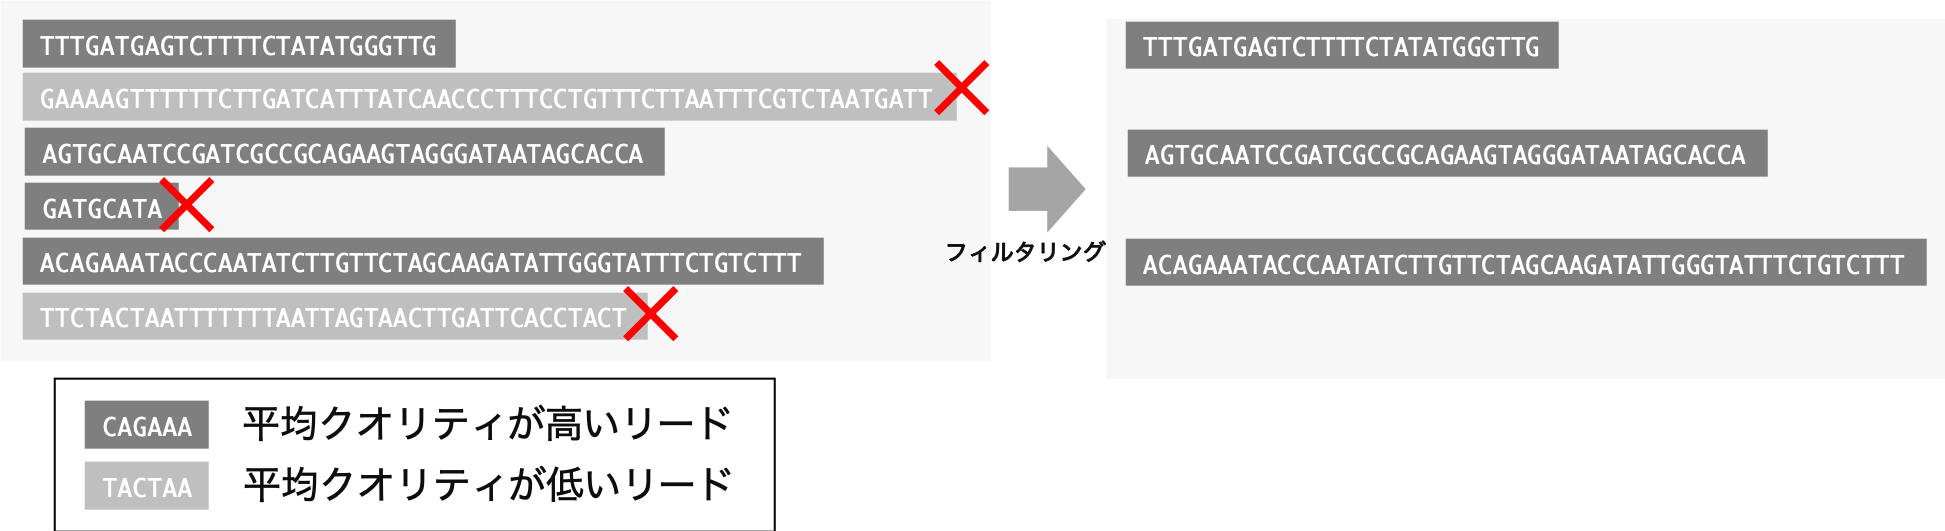 TTTGATGAGTCTTTTCTATATGGGTTG
GAAAAGTTTTTTCTTGATCATTTATCAACCCTTTCCTGTTTCTTAATTTCGTCTAATGATT
AGTGCAATCCGATCGCCGCAGAAGTAGGGATAATAGCACCA
GATGCATA
ACAGAAATACCCAATATCTTGTTCTAGCAAGATATTGGGTATTTCTGTCTTT
TTCTACTAATTTTTTTAATTAGTAACTTGATTCACCTACT
フィルタリング
TTTGATGAGTCTTTTCTATATGGGTTG
AGTGCAATCCGATCGCCGCAGAAGTAGGGATAATAGCACCA
ACAGAAATACCCAATATCTTGTTCTAGCAAGATATTGGGTATTTCTGTCTTT
CAGAAA 平均クオリティが高いリード
TACTAA 平均クオリティが低いリード